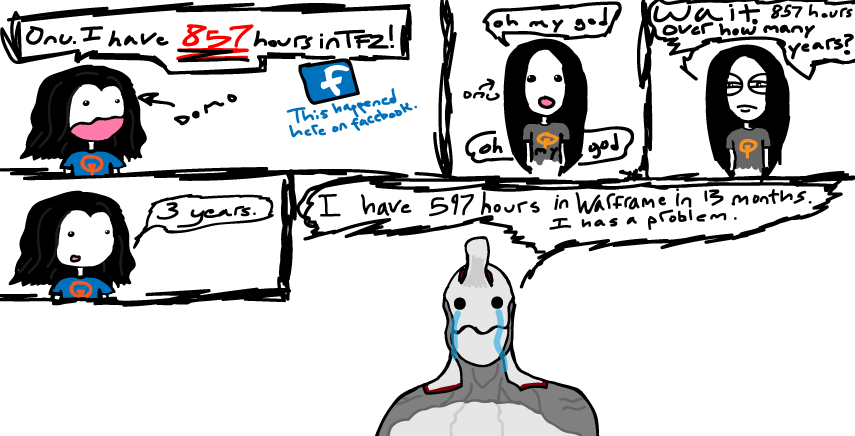 Onu. I have 857 hours in TF2!
Domo
f
This happened
here on facebook.
oh my god
onu
oh my god
Wait. 857 hours
over how many
years?
3 years.
I have 597 hours in Warframe in 13 months.
I has a problem.